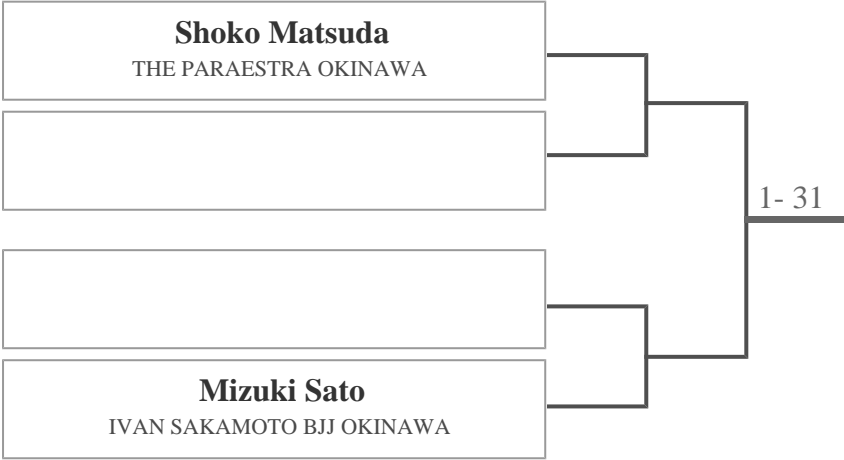 Shoko Matsuda
THE PARAESTRA OKINAWA
1- 31
Mizuki Sato
IVAN SAKAMOTO BJJ OKINAWA